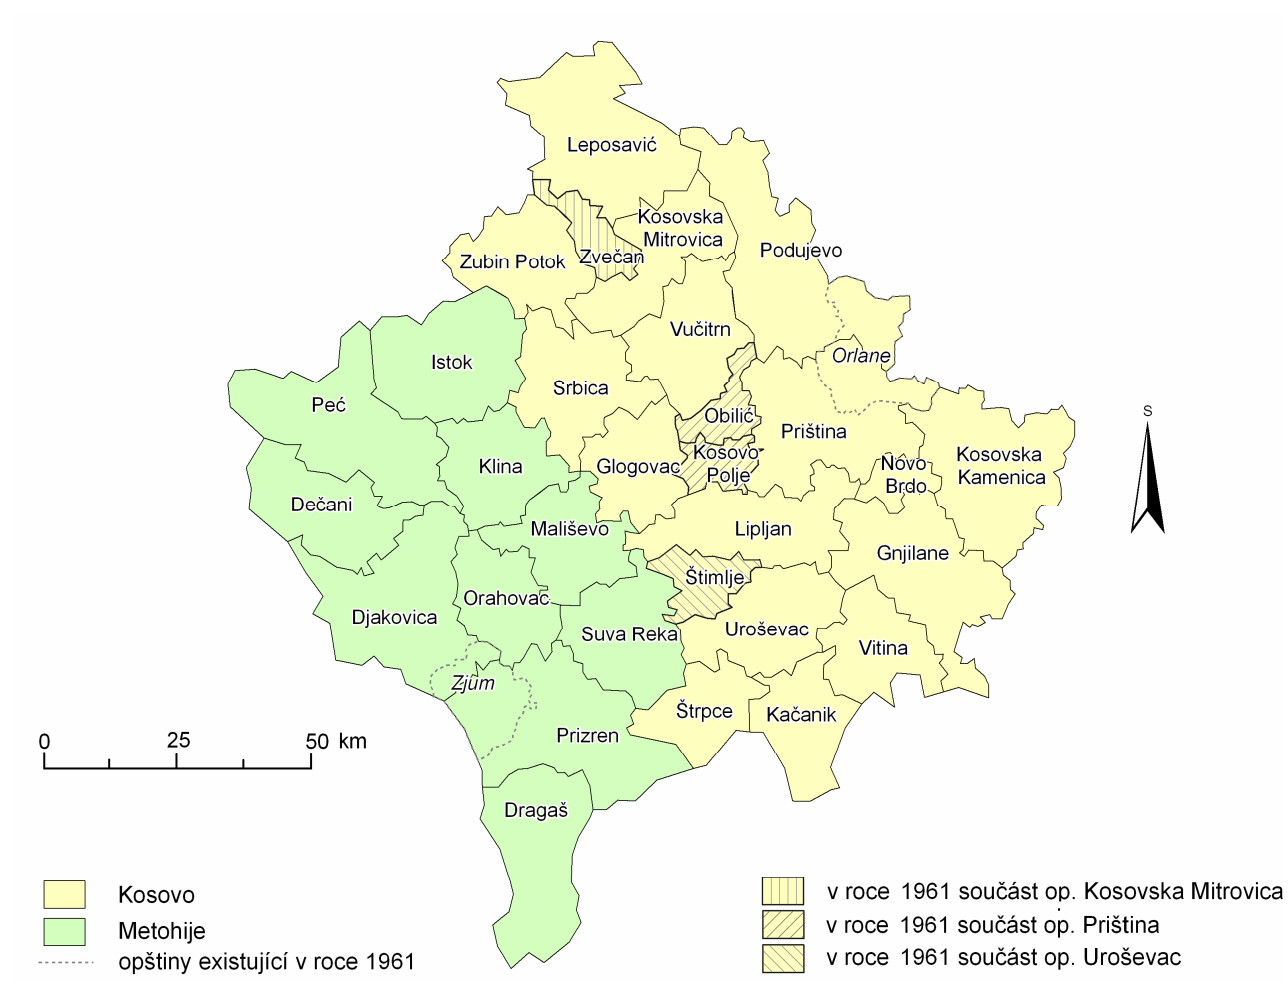 Leposavić
Kosovska
Mitrovica
Zvečan
Zubin Potok
Podujevo
Vučitrn
Orlane
Istok
Srbica
Peć
Obilić
Priština
Klina
Glogovac
Kosovo
Polje
Novo
Brdo
Kosovska
Kamenica
S
Dečani
Mališevo
Lipljan
Gnjilane
Štimlje
Orahovac
Djakovica
Suva Reka
Uroševac
Vitina
Zjum
Štrpce
Kačanik
Prizren
0 25 50 km
Dragaš
Kosovo
Metohije
opštiny existující v roce 1961
v roce 1961 součást op. Kosovska Mitrovica
v roce 1961 součást op. Priština
v roce 1961 součást op. Uroševac